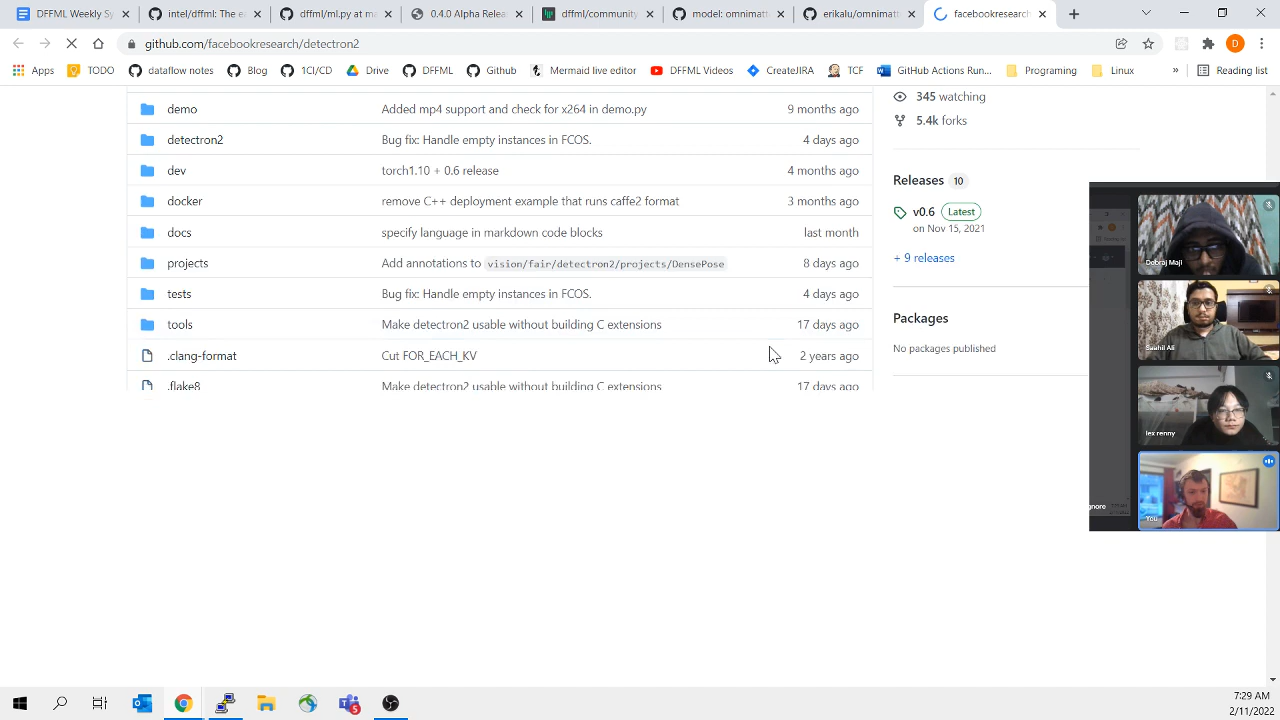 DFFML Weekly Sy
intel/dffml: The e
dffml/ml.py at m
0.4.0 Alpha Relea
dffml/community
erikalu/omnimatt
facebookresearch
github.com/facebookresearch/detectron2
Apps
TODO
dataflow notes
Blog
1CI/CD
Drive
DFFML
Github
Mermaid live editor
DFFML Videos
CreateJIRA
TCF
GitHub Actions Run...
Programing
Linux
»
Reading list
demo Added mp4 support and check for x264 in demo.py 9 months ago
detectron2 Bug fix: Handle empty instances in FCOS. 4 days ago
dev torch1.10 + 0.6 release 4 months ago
docker remove C++ deployment example that runs caffe2 format 3 months ago
docs specify language in markdown code blocks last month
projects Add annotations to vision/fair/detectron2/projects/DensePose 8 days ago
tests Bug fix: Handle empty instances in FCOS. 4 days ago
tools Make detectron2 usable without building C extensions 17 days ago
.clang-format Cut FOR_EACH_KV 2 years ago
.flake8 Make detectron2 usable without building C extensions 17 days ago
345 watching
5.4k forks
Releases 10
v0.6 Latest
on Nov 15, 2021
+ 9 releases
Packages
No packages published
Debraj Maji
Saahil Ali
lex renny
gnore
You
D
5
7:29 AM
2/11/2022